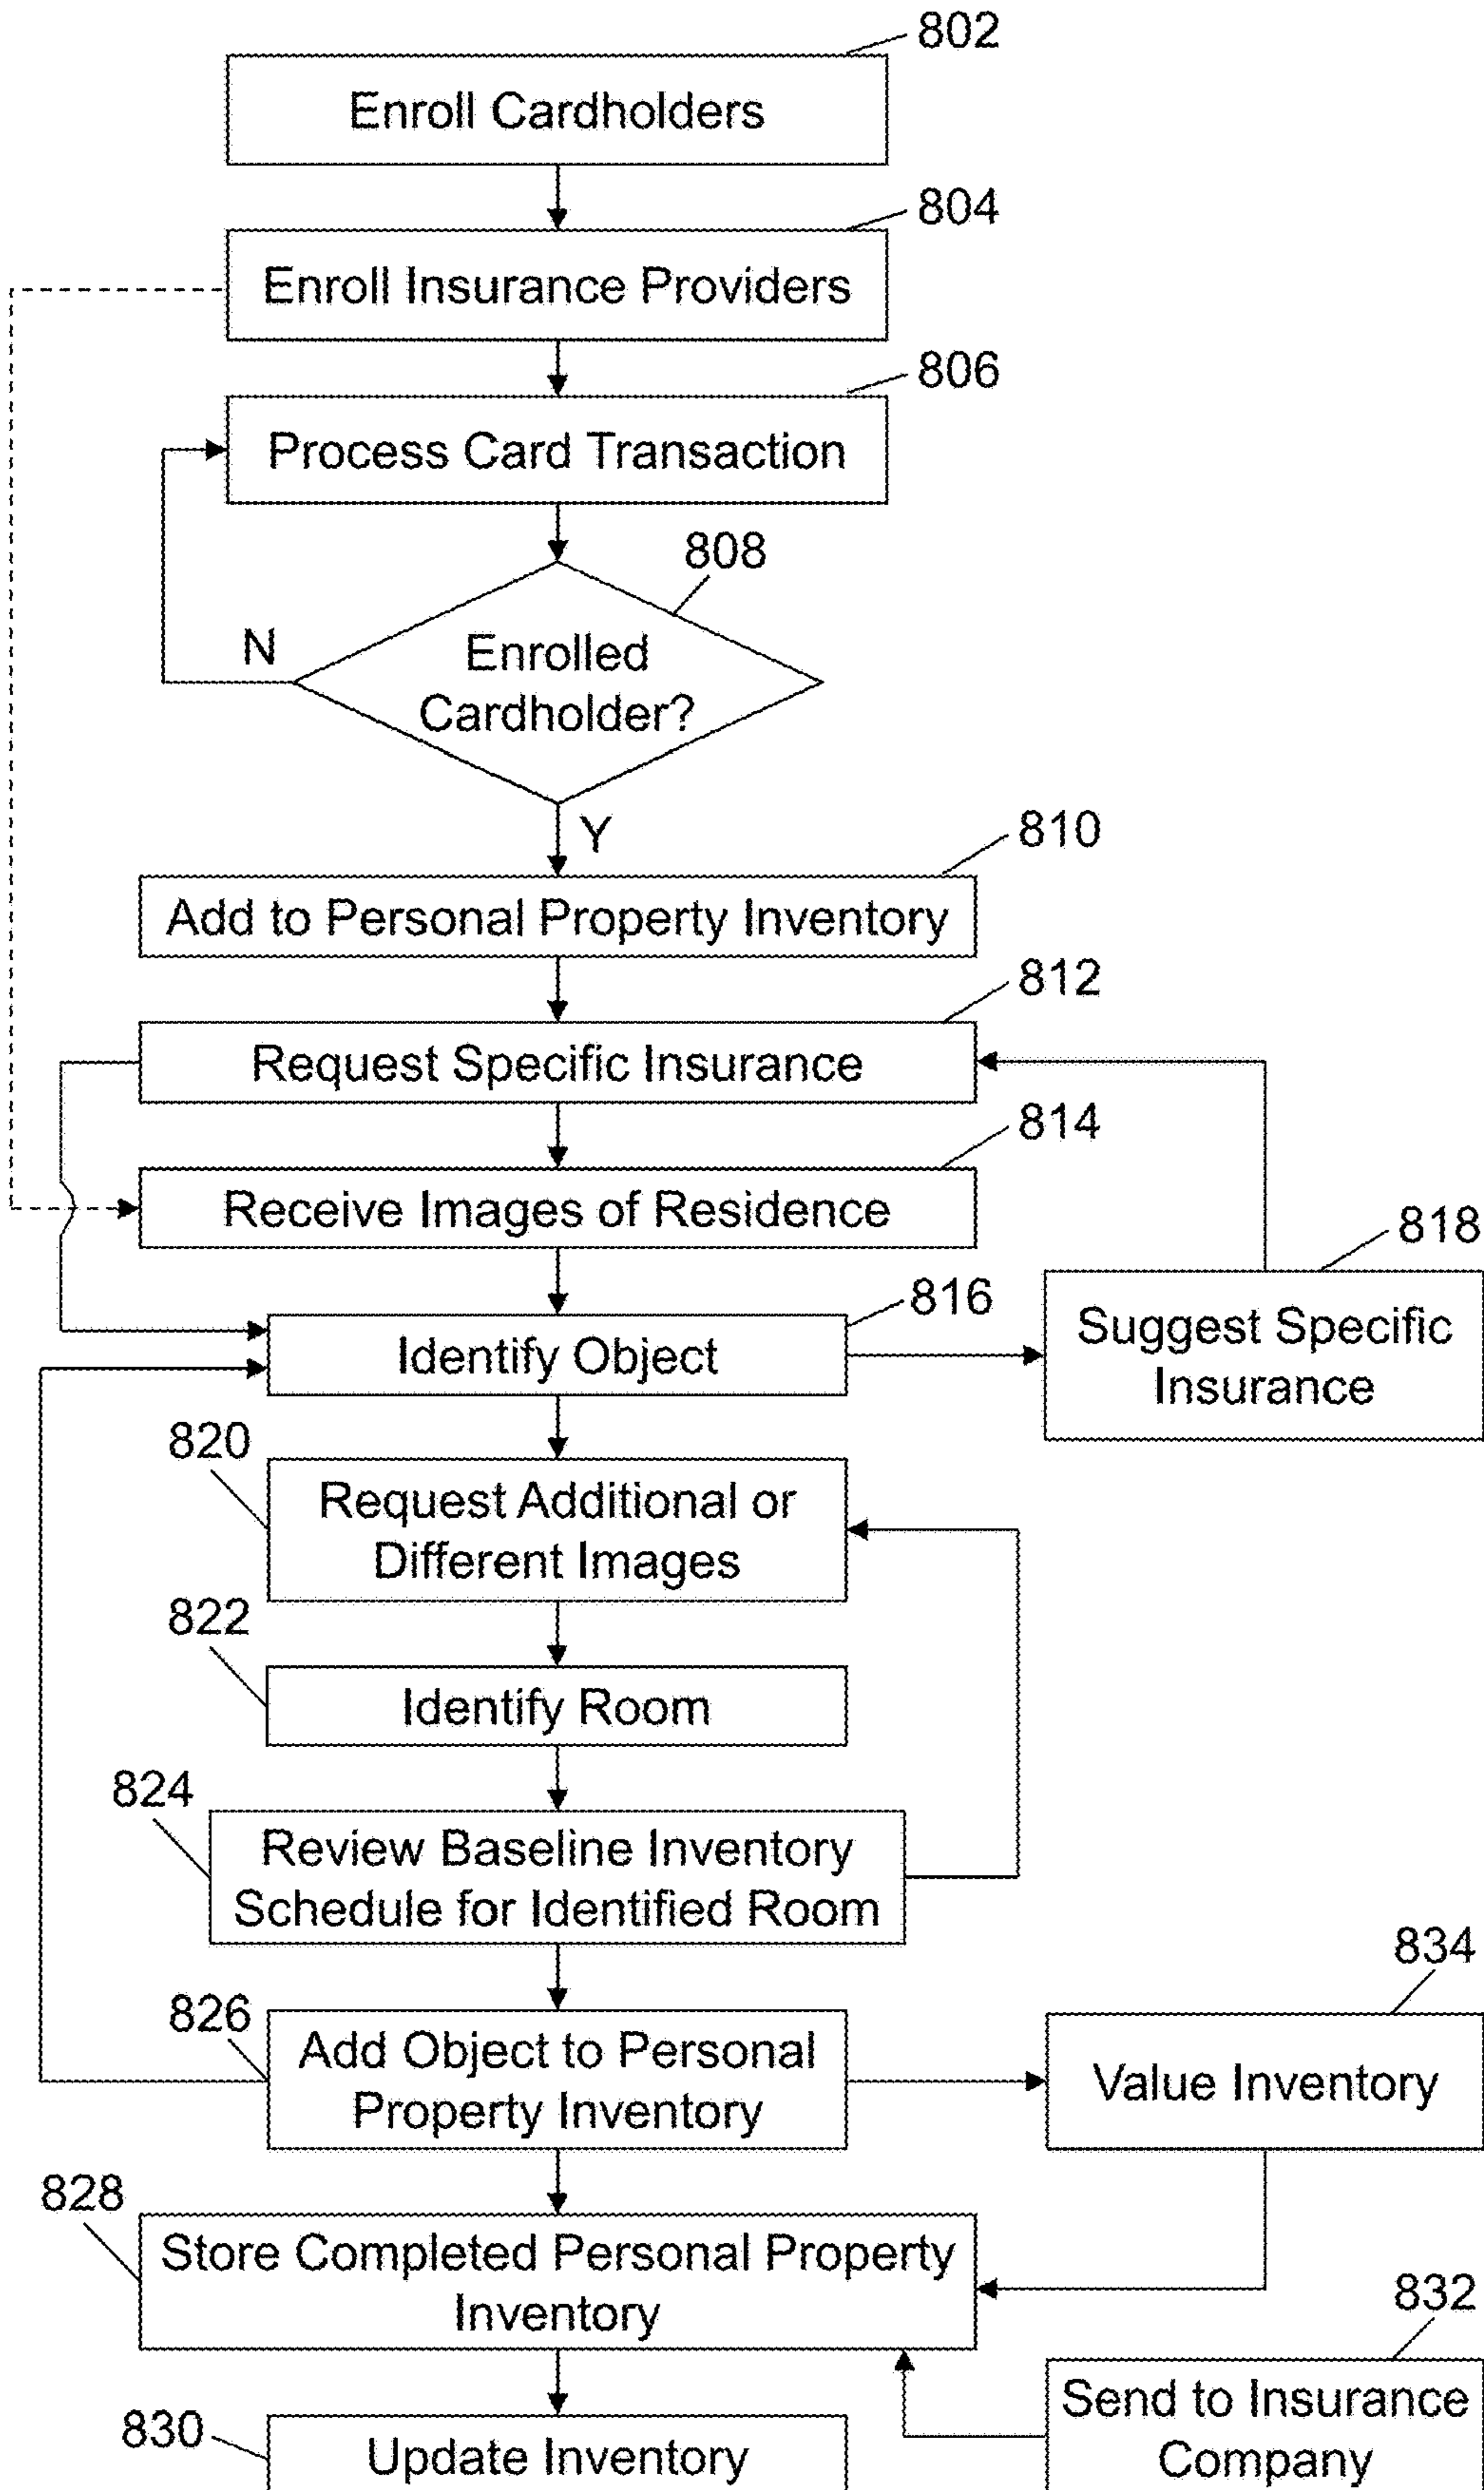 802
Enroll Cardholders
804
Enroll Insurance Providers
806
Process Card Transaction
808
N
Enrolled
Cardholder?
Y
810
Add to Personal Property Inventory
812
Request Specific Insurance
814
Receive Images of Residence
818
816
Identify Object
Suggest Specific
Insurance
820
Request Additional or
Different Images
822
Identify Room
824
Review Baseline Inventory
Schedule for Identified Room
834
826
Add Object to Personal
Property Inventory
Value Inventory
828
Store Completed Personal Property
Inventory
832
Send to Insurance
Company
830
Update Inventory